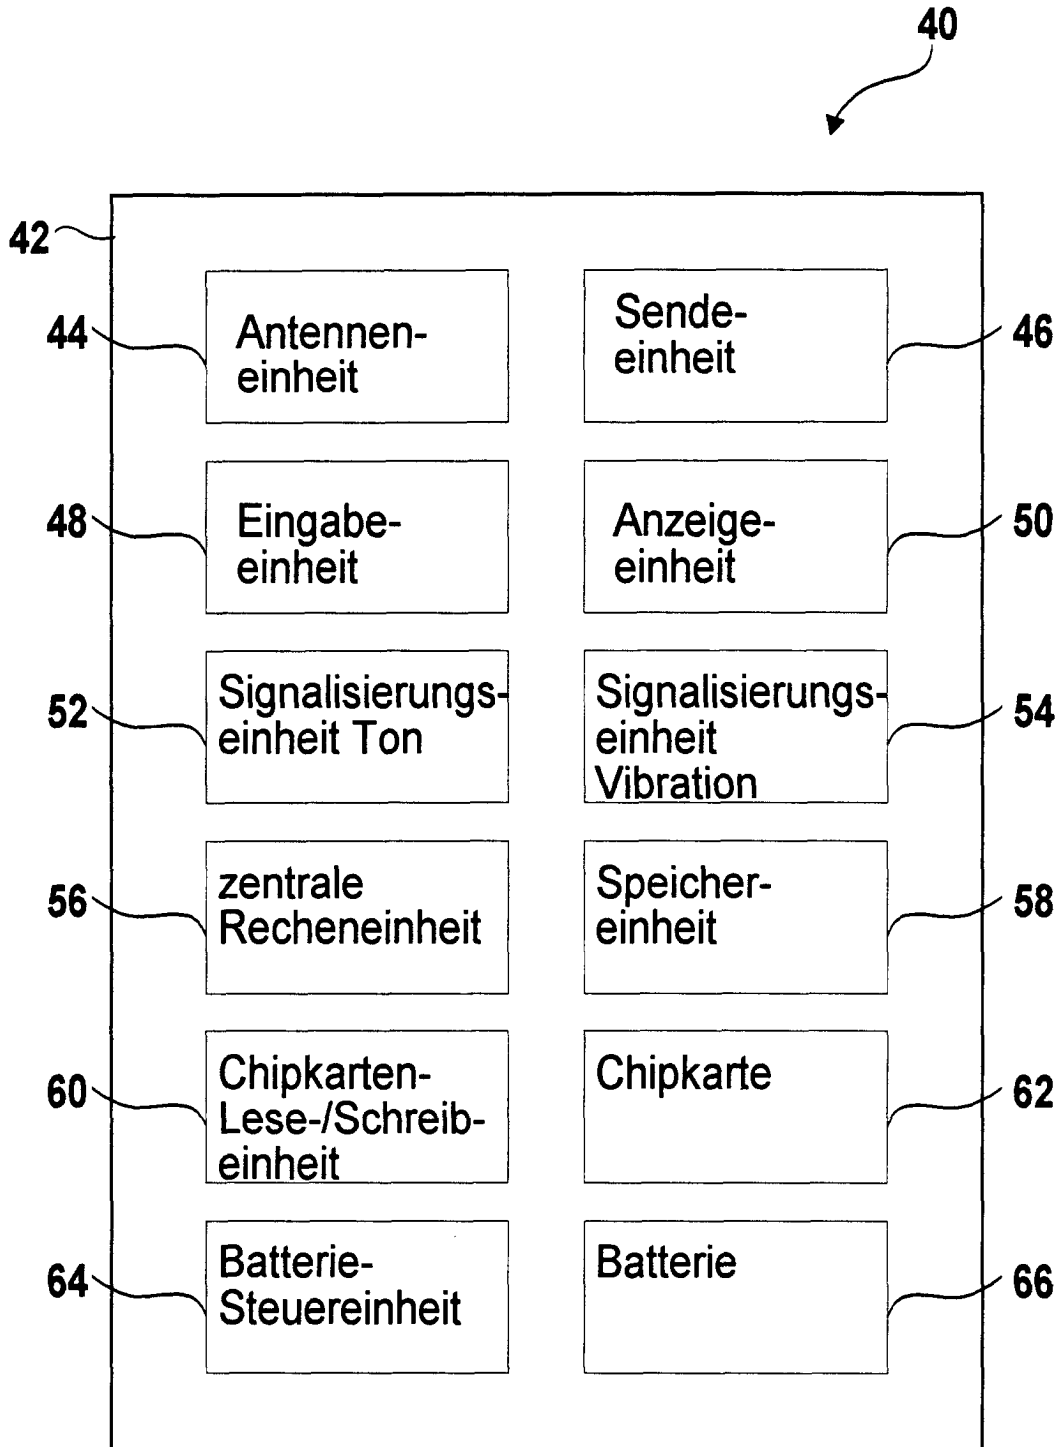 40
42
44
Antennen-
einheit
Sende-
einheit
46
48
Eingabe-
einheit
Anzeige-
einheit
50
52
Signalisierungs-
einheit Ton
Signalisierungs-
einheit
Vibration
54
56
zentrale
Recheneinheit
Speicher-
einheit
58
60
Chipkarten-
Lese-/Schreib-
einheit
Chipkarte
62
64
Batterie-
Steuereinheit
Batterie
66